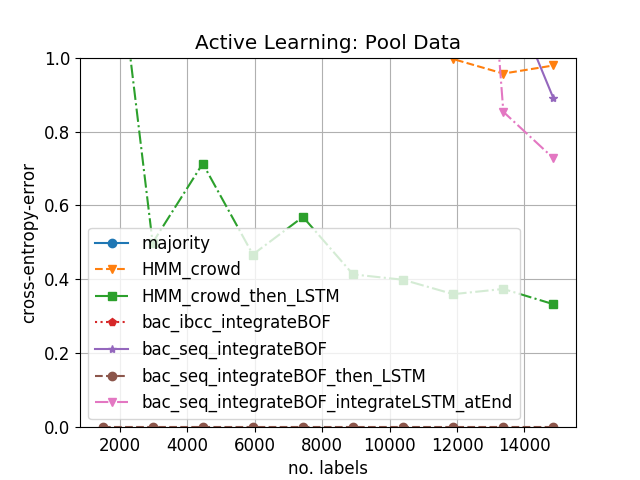 Active Learning: Pool Data
cross-entropy-error
1.0
0.8
0.6
0.4
0.2
0.0
majority
HMM_crowd
HMM_crowd_then_LSTM
bac_ibcc_integrateBOF
bac_seq_integrateBOF
bac_seq_integrateBOF_then_LSTM
bac_seq_integrateBOF_integrateLSTM_atEnd
2000 4000 6000 8000 10000 12000 14000
no. labels